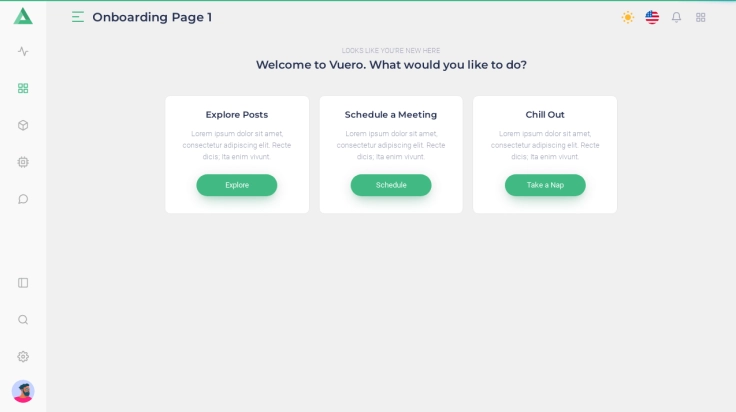 Onboarding Page 1
LOOKS LIKE YOU'RE NEW HERE
Welcome to Vuero. What would you like to do?
Explore Posts
Lorem ipsum dolor sit amet,
consectetur adipiscing elit. Recte
dicis; ita enim vivunt.
Explore
Schedule a Meeting
Lorem ipsum dolor sit amet,
consectetur adipiscing elit. Recte
dicis; ita enim vivunt.
Schedule
Chill Out
Lorem ipsum dolor sit amet,
consectetur adipiscing elit. Recte
dicis; ita enim vivunt.
Take a Nap